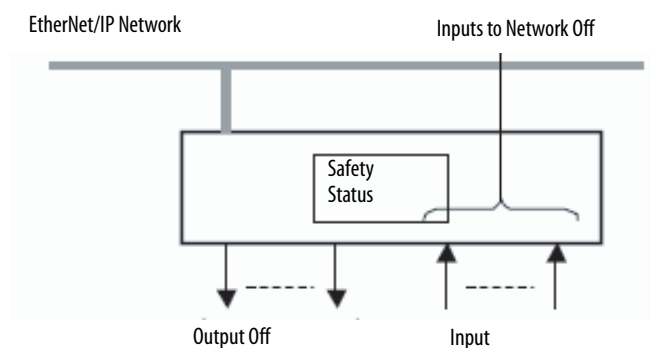 EtherNet/IP Network
Inputs to Network Off
Safety
Status
Output Off
Input